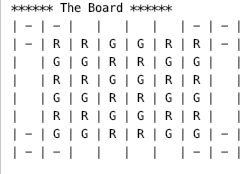 ****** The Board ******
| – | – |   |   |   |   | – | – |
| – | R | R | G | G | R | R | – |
|   | G | G | R | R | G | G |   |
|   | R | R | G | G | R | R |   |
|   | G | G | R | R | G | G |   |
|   | R | R | G | G | R | R |   |
| – | G | G | R | R | G | G | – |
| – | – |   |   |   |   | – | – |